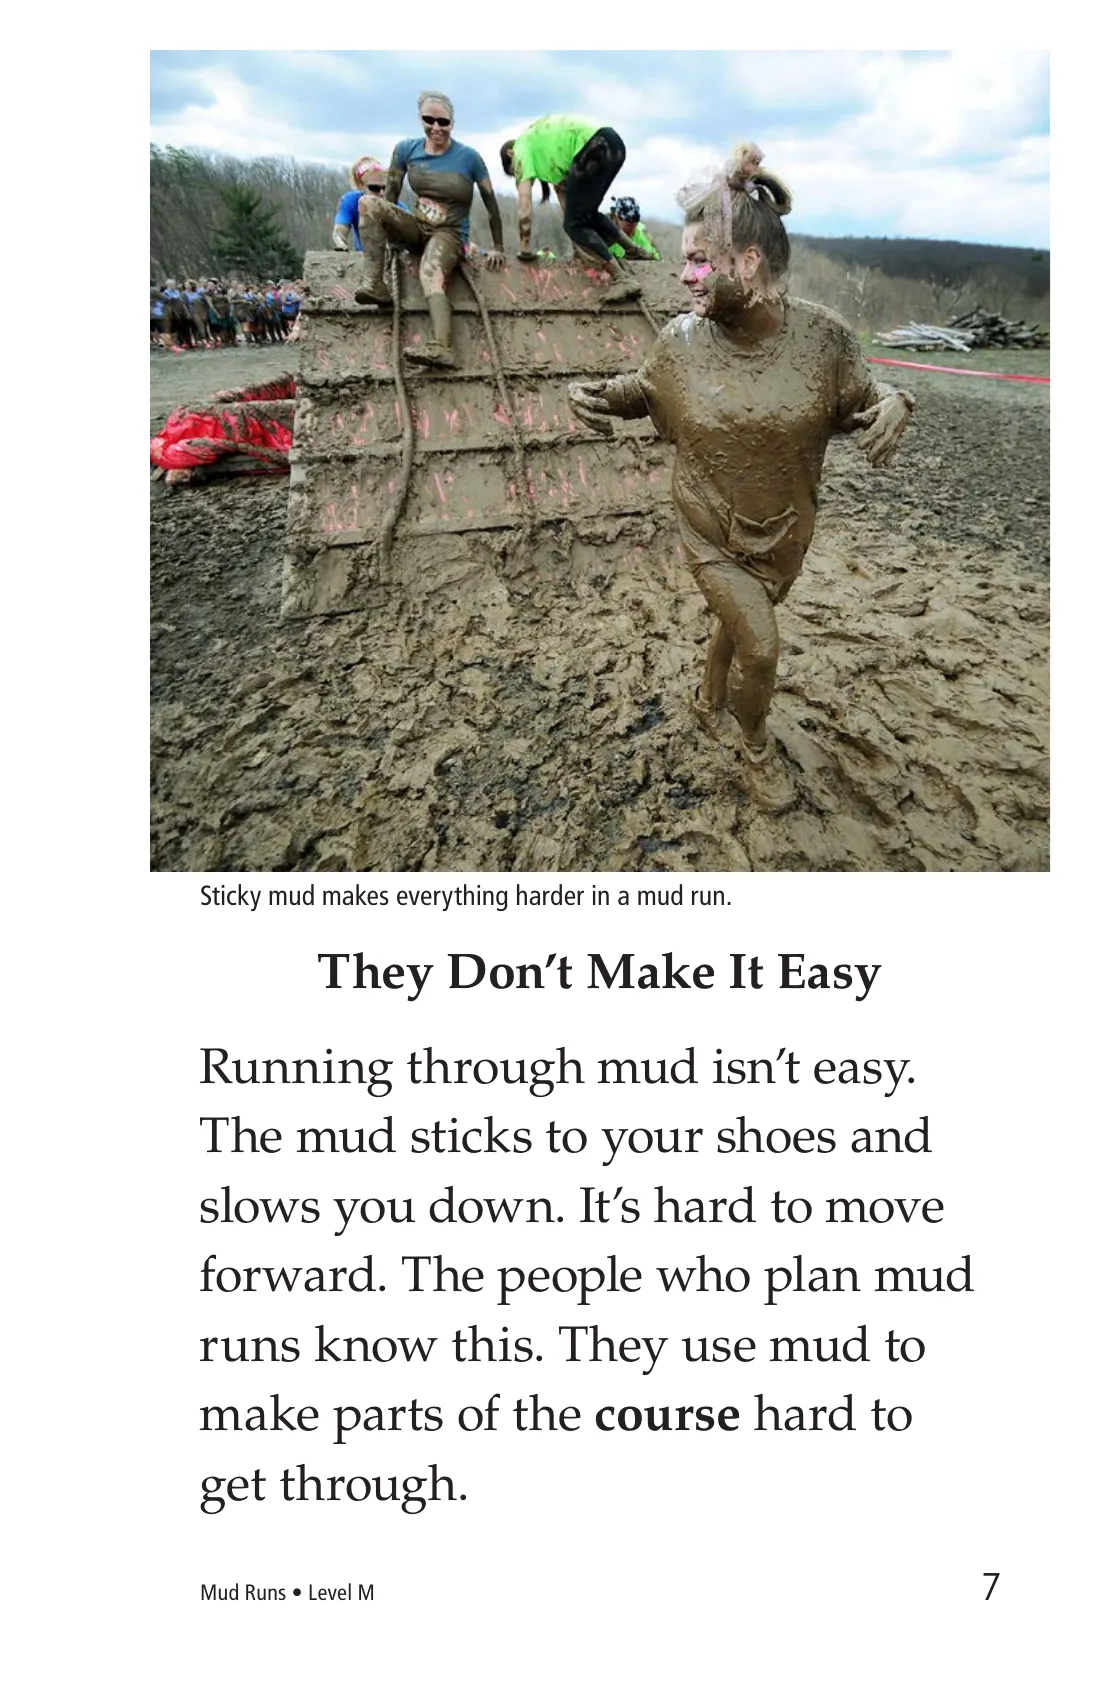 Sticky mud makes everything harder in a mud run.
They Don’t Make It Easy
Running through mud isn’t easy.
The mud sticks to your shoes and
slows you down. It’s hard to move
forward. The people who plan mud
runs know this. They use mud to
make parts of the course hard to
get through.
Mud Runs • Level M
7